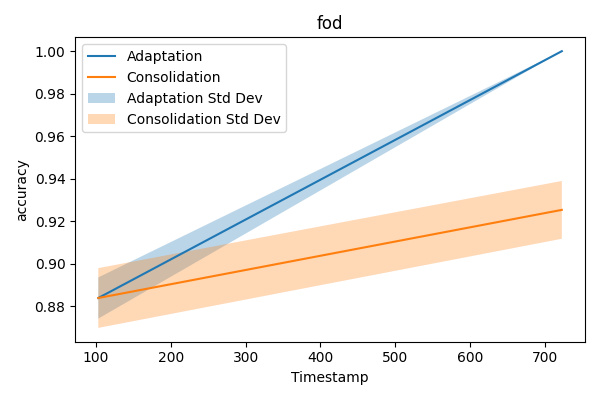 fod
Adaptation
Consolidation
Adaptation Std Dev
Consolidation Std Dev
accuracy
1.00
0.98
0.96
0.94
0.92
0.90
0.88
100 200 300 400 500 600 700
Timestamp